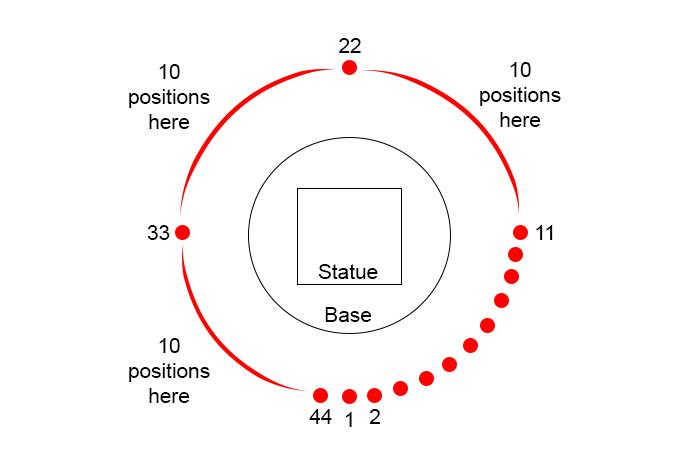 22
10
positions
here
10
positions
here
33
11
Statue
Base
10
positions
here
44
1
2